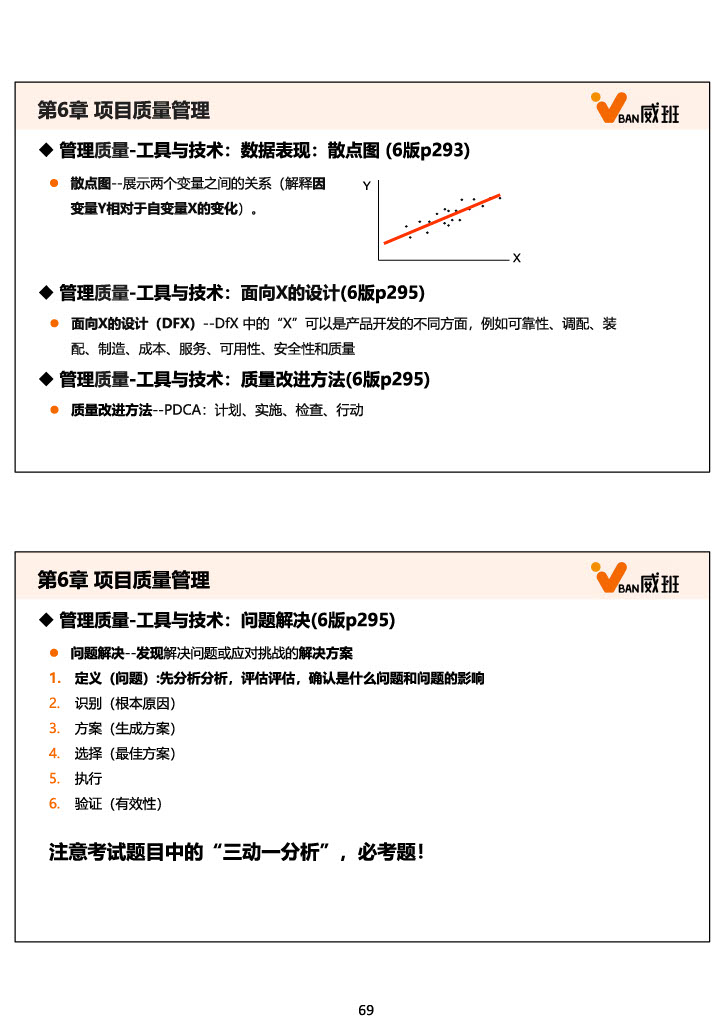 第6章 项目质量管理
VBAN威班
◆ 管理质量-工具与技术：数据表现：散点图 (6版p293)
● 散点图--展示两个变量之间的关系（解释因
变量Y相对于自变量X的变化）。
Y
X
◆ 管理质量-工具与技术：面向X的设计(6版p295)
● 面向X的设计（DFX）--DfX 中的“X”可以是产品开发的不同方面，例如可靠性、调配、装
配、制造、成本、服务、可用性、安全性和质量
◆ 管理质量-工具与技术：质量改进方法(6版p295)
● 质量改进方法--PDCA：计划、实施、检查、行动
第6章 项目质量管理
VBAN威班
◆ 管理质量-工具与技术：问题解决(6版p295)
● 问题解决--发现解决问题或应对挑战的解决方案
1. 定义（问题）:先分析分析，评估评估，确认是什么问题和问题的影响
2. 识别（根本原因）
3. 方案（生成方案）
4. 选择（最佳方案）
5. 执行
6. 验证（有效性）
注意考试题目中的“三动一分析”，必考题！
69